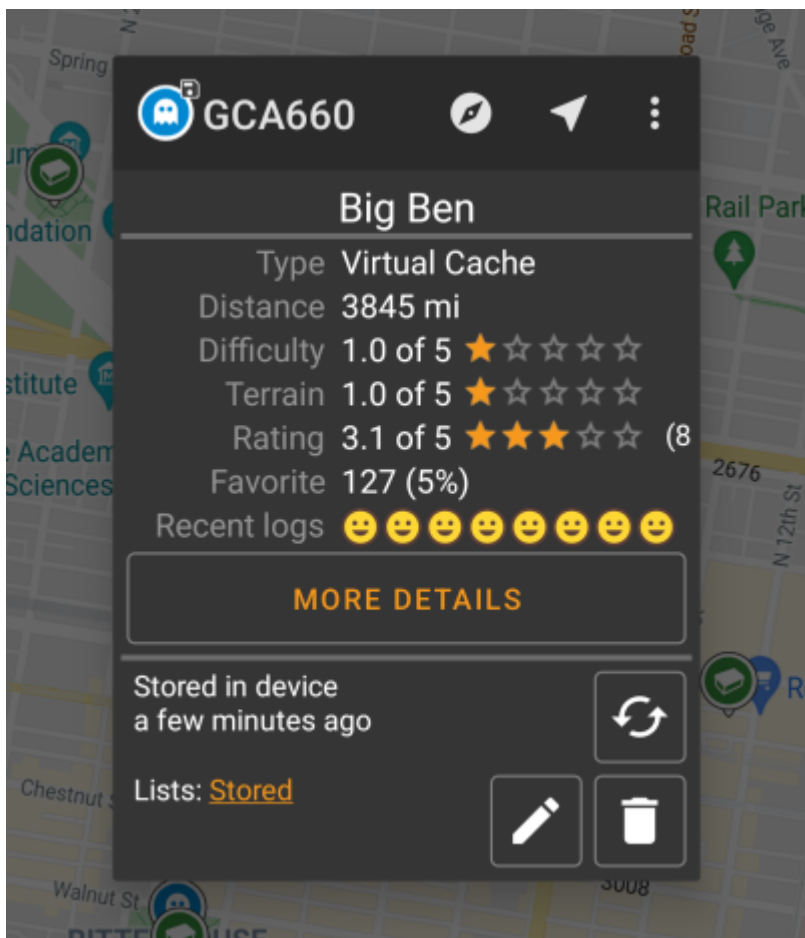 Spring
GCA660
Big Ben
Rail Park
Type Virtual Cache
Distance 3845 mi
Difficulty 1.0 of 5
Terrain 1.0 of 5
Rating 3.1 of 5 (8
Favorite 127 (5%)
Recent logs
MORE DETAILS
Stored in device
a few minutes ago
Lists: Stored
ndation
stitute
Academ
Sciences
2676
N 12th St
Chestnut S
Walnut St
3008